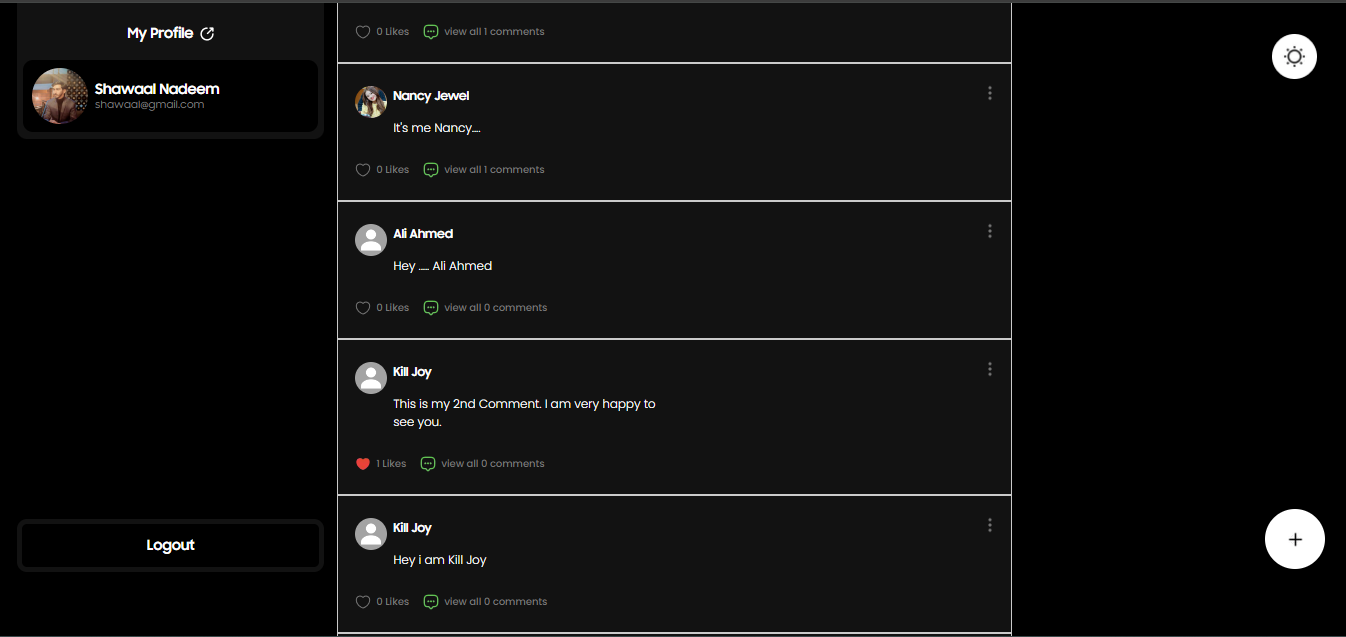 My Profile
Shawaal Nadeem
shawaal@gmail.com
Logout
0 Likes view all 1 comments
Nancy Jewel
It's me Nancy....
0 Likes view all 1 comments
Ali Ahmed
Hey ..... Ali Ahmed
0 Likes view all 0 comments
Kill Joy
This is my 2nd Comment. I am very happy to
see you.
1 Likes view all 0 comments
Kill Joy
Hey i am Kill Joy
0 Likes view all 0 comments
+